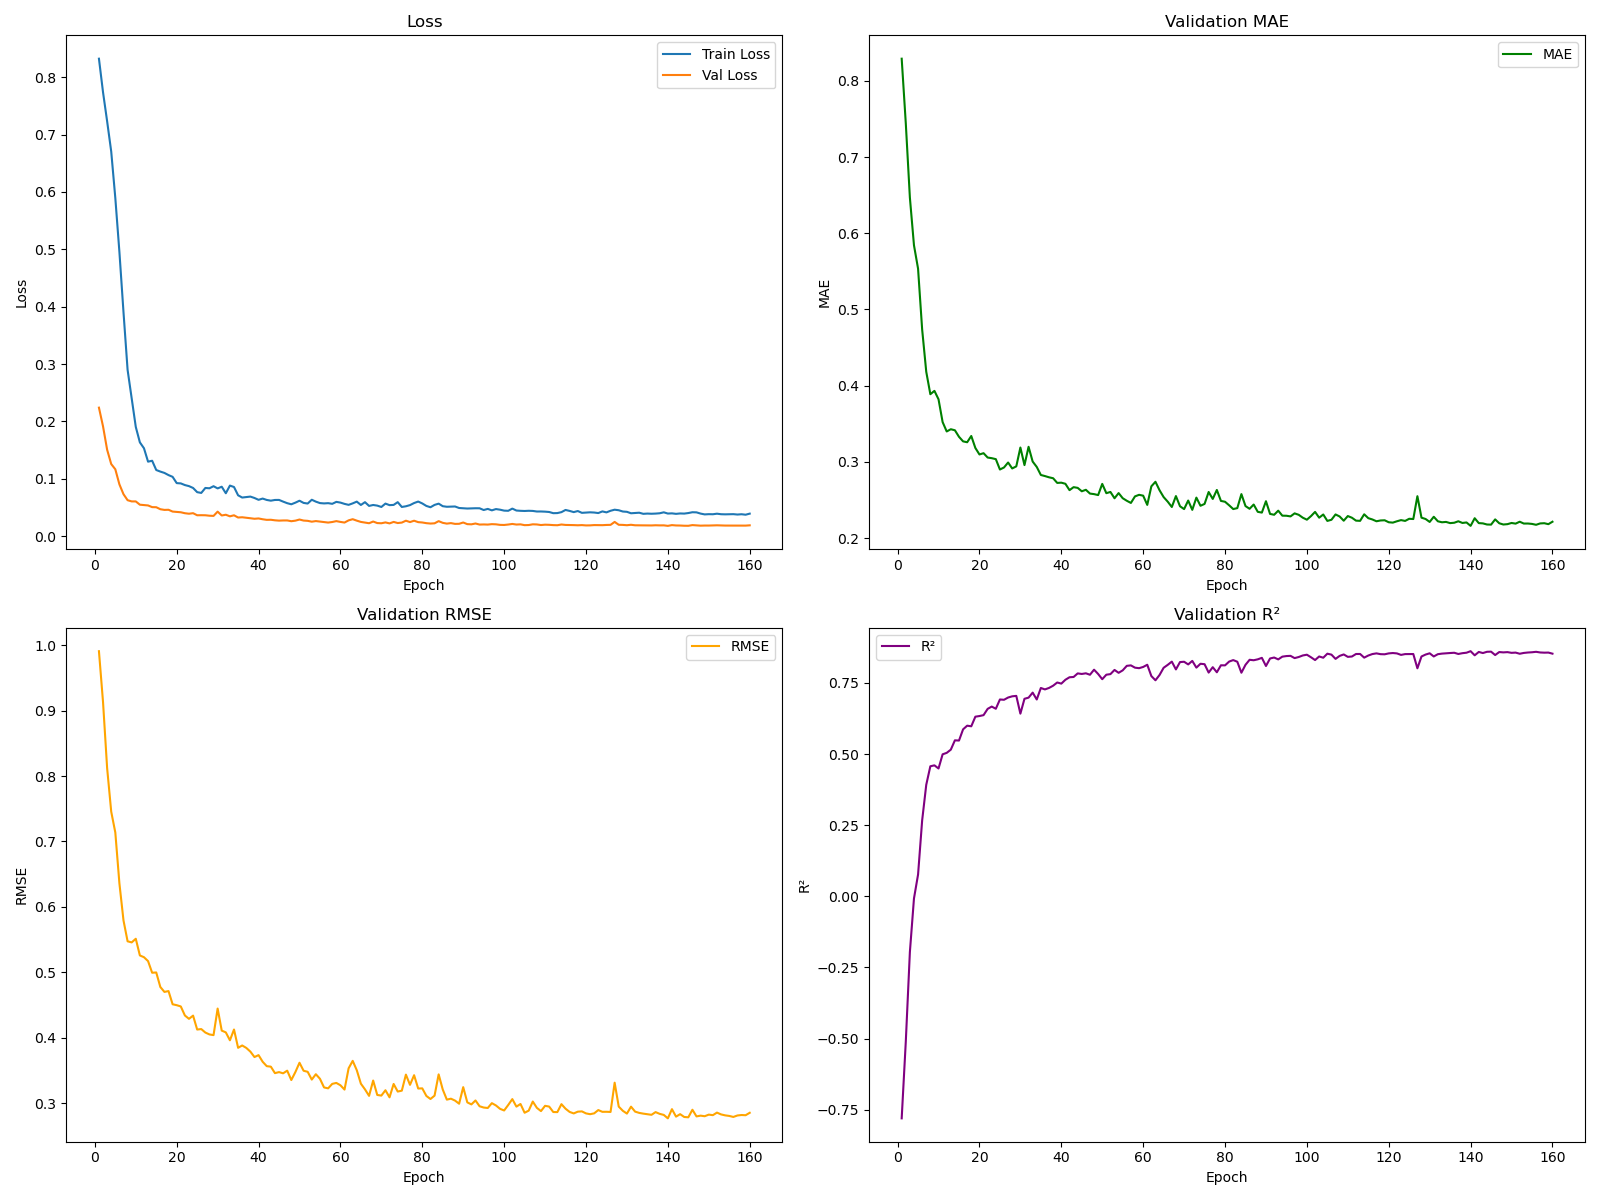 Loss
Train Loss
Val Loss
0.8
0.7
0.6
0.5
0.4
0.3
0.2
0.1
0.0
Loss
0 20 40 60 80 100 120 140 160
Epoch
Validation MAE
MAE
0.8
0.7
0.6
0.5
0.4
0.3
0.2
MAE
0 20 40 60 80 100 120 140 160
Epoch
Validation RMSE
RMSE
1.0
0.9
0.8
0.7
0.6
0.5
0.4
0.3
RMSE
0 20 40 60 80 100 120 140 160
Epoch
Validation R²
R²
0.75
0.50
0.25
0.00
−0.25
−0.50
−0.75
R²
0 20 40 60 80 100 120 140 160
Epoch